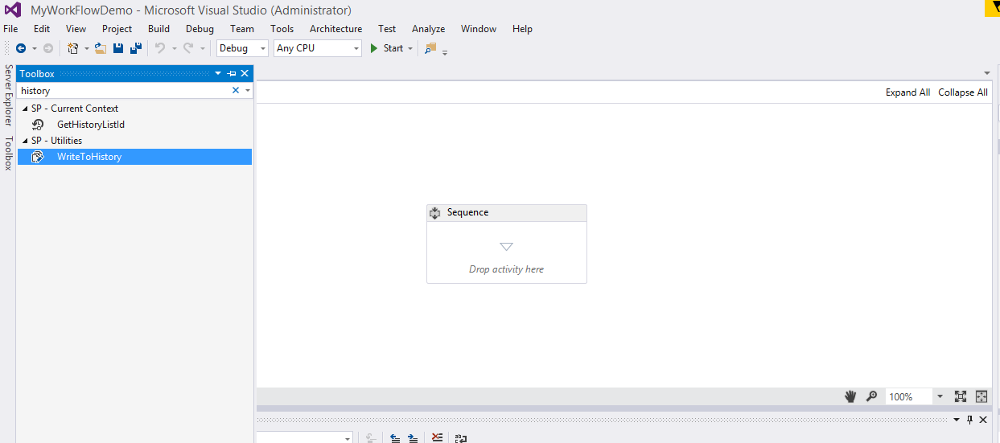 MyWorkFlowDemo - Microsoft Visual Studio (Administrator)
File Edit View Project Build Debug Team Tools Architecture Test Analyze Window Help
Debug Any CPU Start
Server Explorer
Toolbox
Toolbox
history
SP - Current Context
GetHistoryListId
SP - Utilities
WriteToHistory
Expand All Collapse All
Sequence
Drop activity here
100%